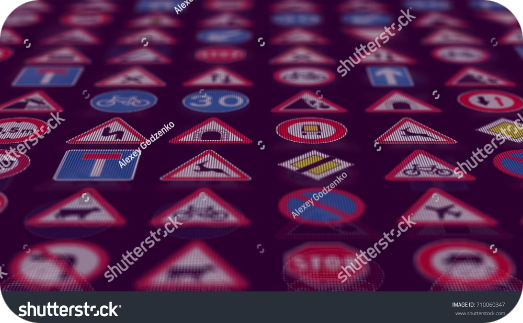 Alexey Godzenko
shutterstock
30
shutterstock
Alexey Godzenko
shutterstock
Alexey Godzenko
shutterstock
shutterstock
STOP
shutterstock
IMAGE ID: 710060347
www.shutterstock.com